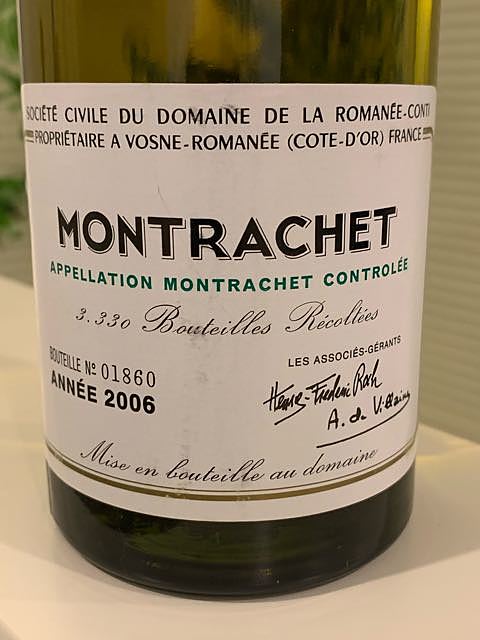 SOCIÉTÉ CIVILE DU DOMAINE DE LA ROMANÉE-CONTI
PROPRIÉTAIRE A VOSNE-ROMANÉE (COTE-D'OR) FRANCE
MONTRACHET
APPELLATION MONTRACHET CONTROLÉE
3.330 Bouteilles Récoltées
BOUTEILLE Nº 01860
ANNÉE 2006
LES ASSOCIÉS-GÉRANTS
Henry-Frédéric Roch
A. de Villaine
Mise en bouteille au domaine